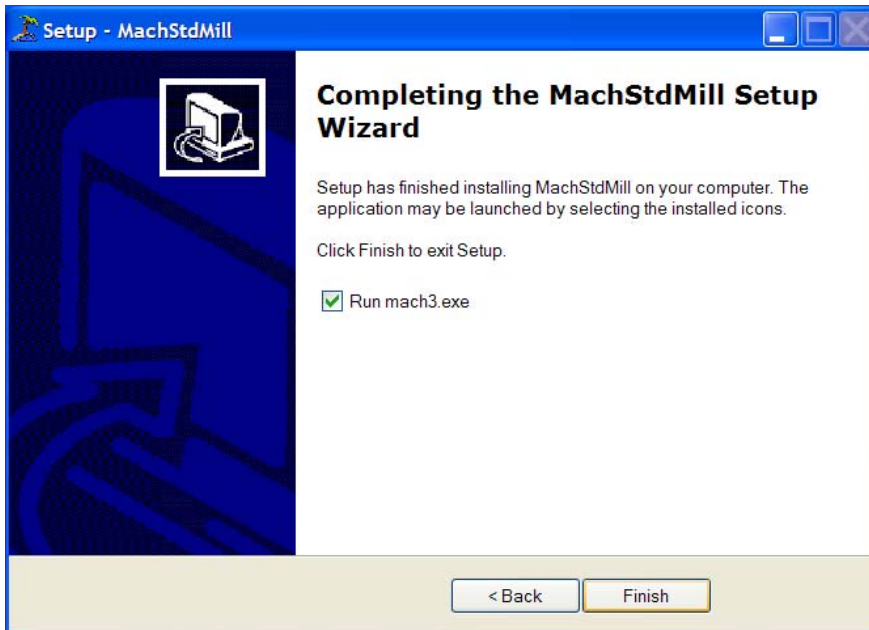 Setup - MachStdMill
Completing the MachStdMill Setup
Wizard
Setup has finished installing MachStdMill on your computer. The
application may be launched by selecting the installed icons.
Click Finish to exit Setup.
Run mach3.exe
< Back
Finish